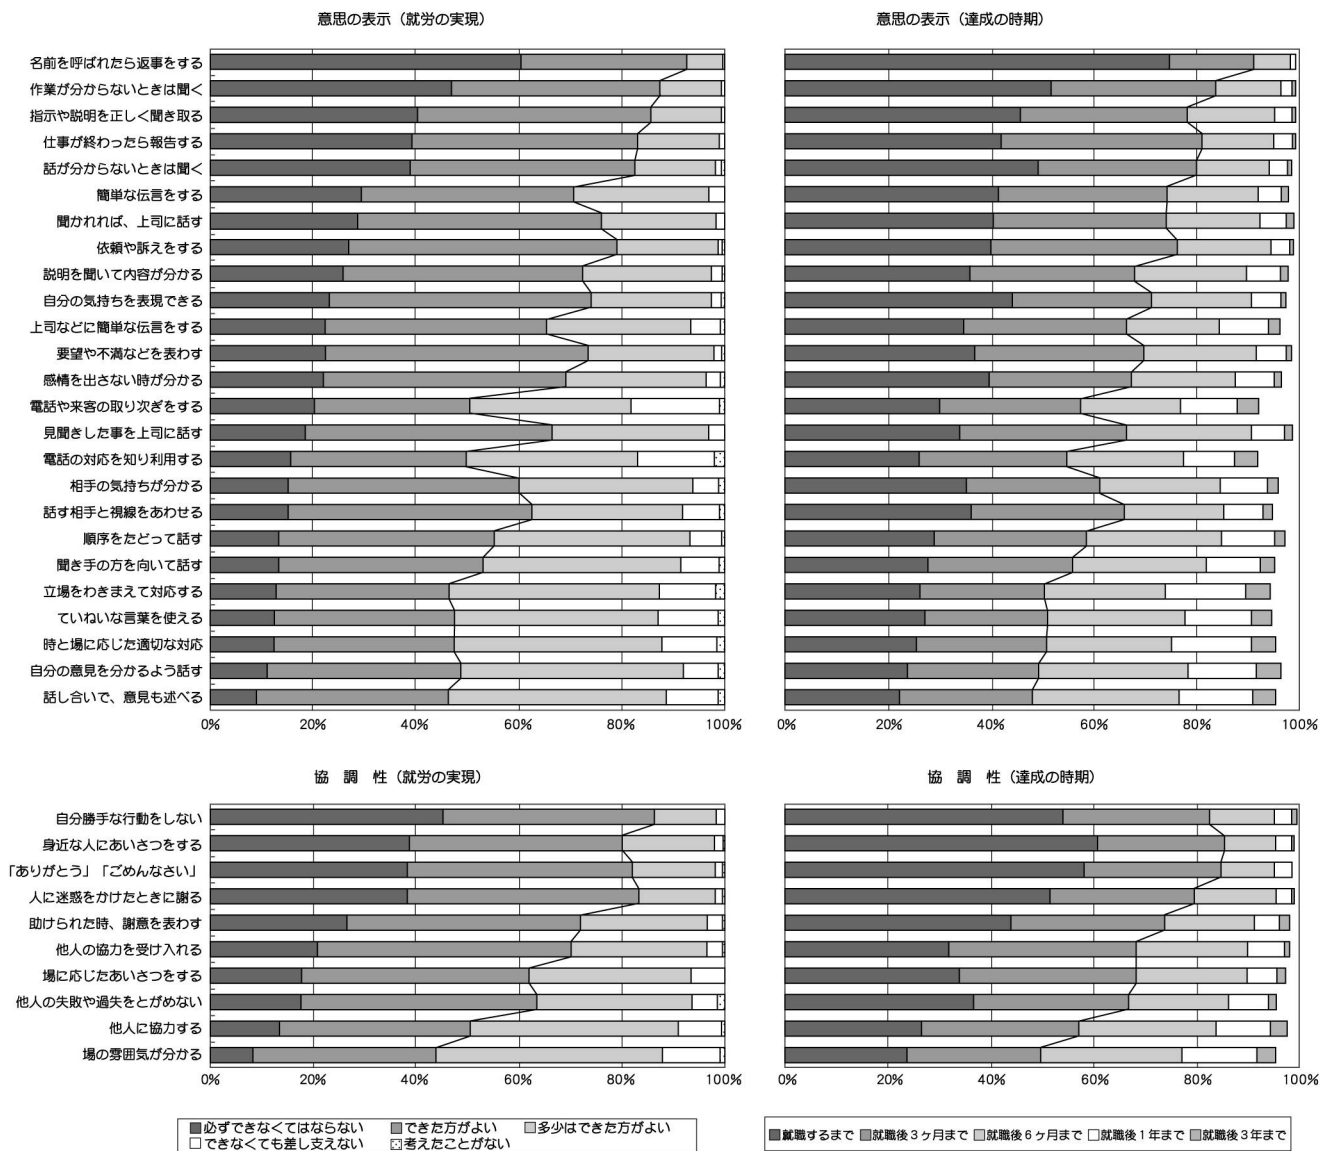 意思の表示（就労の実現）
意思の表示（達成の時期）
名前を呼ばれたら返事をする
作業が分からないときは聞く
指示や説明を正しく聞き取る
仕事が終わったら報告する
話が分からないときは聞く
簡単な伝言をする
聞かれれば、上司に話す
依頼や訴えをする
説明を聞いて内容が分かる
自分の気持ちを表現できる
上司などに簡単な伝言をする
要望や不満などを表わす
感情を出さない時が分かる
電話や来客の取り次ぎをする
見聞きした事を上司に話す
電話の対応を知り利用する
相手の気持ちが分かる
話す相手と視線をあわせる
順序をたどって話す
聞き手の方を向いて話す
立場をわきまえて対応する
ていねいな言葉を使える
時と場に応じた適切な対応
自分の意見を分かるよう話す
話し合いで、意見も述べる
0% 20% 40% 60% 80% 100%
0% 20% 40% 60% 80% 100%
協　調　性（就労の実現）
協　調　性（達成の時期）
自分勝手な行動をしない
身近な人にあいさつをする
「ありがとう」「ごめんなさい」
人に迷惑をかけたときに謝る
助けられた時、謝意を表わす
他人の協力を受け入れる
場に応じたあいさつをする
他人の失敗や過失をとがめない
他人に協力する
場の雰囲気が分かる
0% 20% 40% 60% 80% 100%
0% 20% 40% 60% 80% 100%
必ずできなくてはならない できた方がよい 多少はできた方がよい
できなくても差し支えない 考えたことがない
就職するまで 就職後３ヶ月まで 就職後６ヶ月まで 就職後１年まで 就職後３年まで